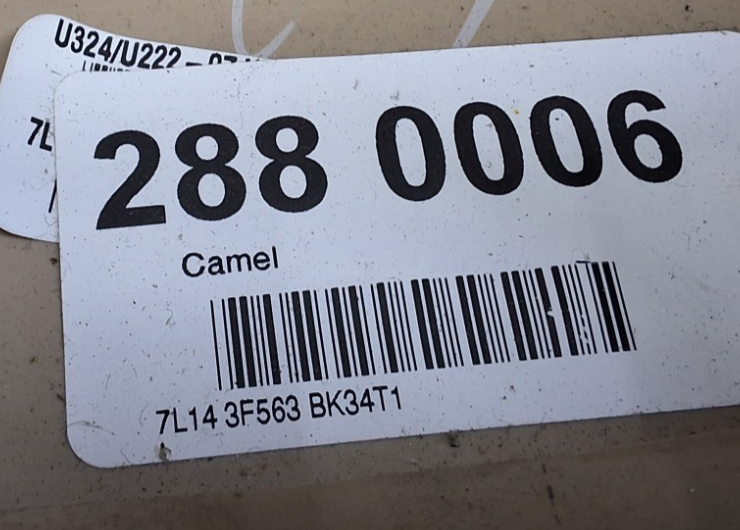 U324/U222
7L
288 0006
Camel
7L14 3F563 BK34T1